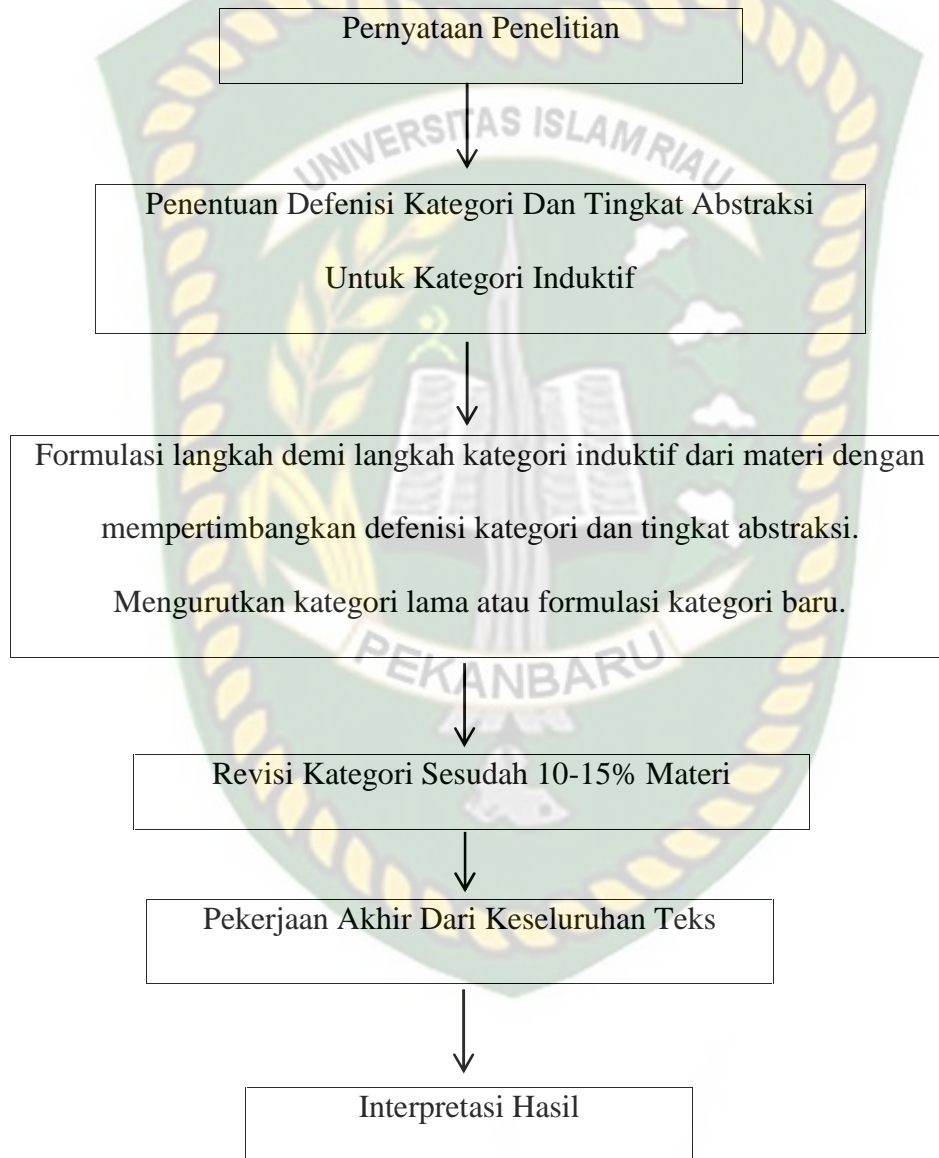 Pernyataan Penelitian
UNIVERSITAS ISLAM RIAU
Penentuan Defenisi Kategori Dan Tingkat Abstraksi
Untuk Kategori Induktif
Formulasi langkah demi langkah kategori induktif dari materi dengan
mempertimbangkan defenisi kategori dan tingkat abstraksi.
Mengurutkan kategori lama atau formulasi kategori baru.
PEKANBARU
Revisi Kategori Sesudah 10-15% Materi
Pekerjaan Akhir Dari Keseluruhan Teks
Interpretasi Hasil